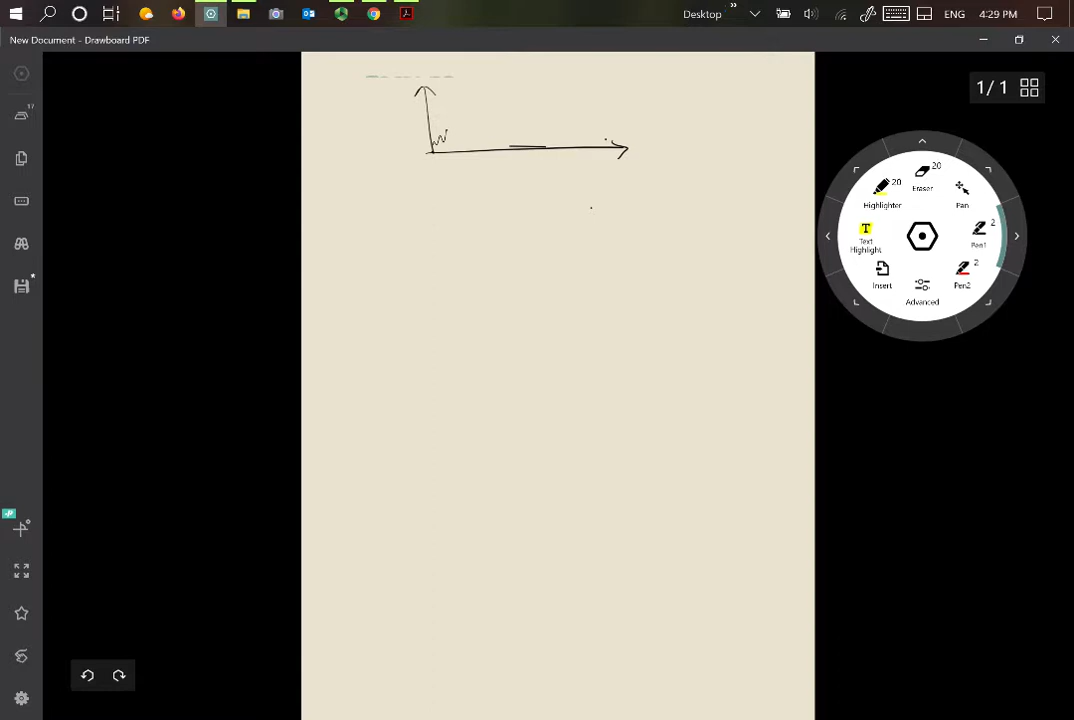 Desktop
ENG
4:29 PM
New Document - Drawboard PDF
17
1/ 1
20
Eraser
20
Highlighter
Pan
T
Text
Highlight
2
Pen1
Insert
2
Pen2
Advanced